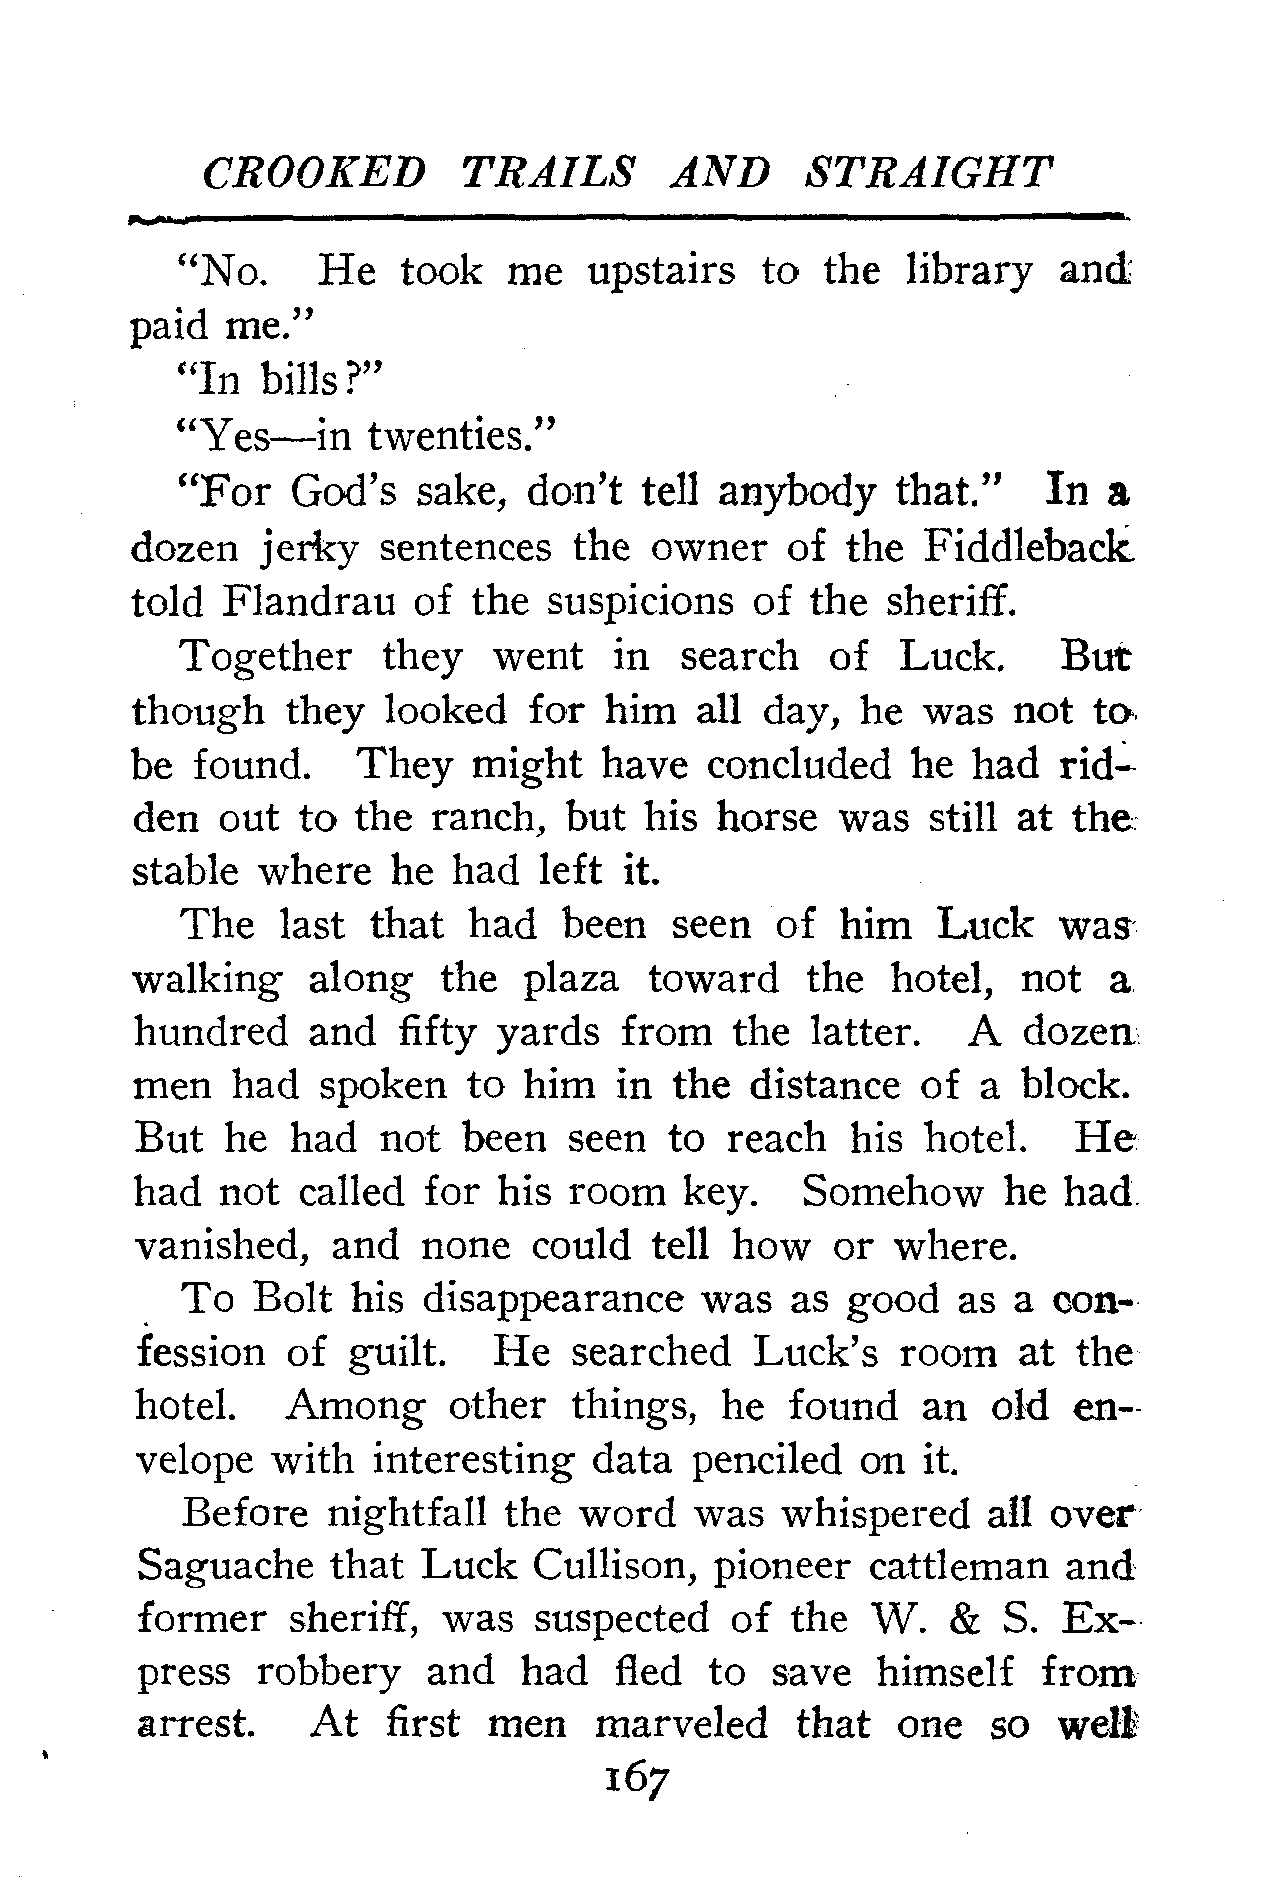 CROOKED TRAILS AND STRAIGHT
“No. He took me upstairs to the library and
paid me.”
“In bills?”
“Yes—in twenties.”
“For God’s sake, don’t tell anybody that.” In a
dozen jerky sentences the owner of the Fiddleback
told Flandrau of the suspicions of the sheriff.
Together they went in search of Luck. But
though they looked for him all day, he was not to
be found. They might have concluded he had rid-
den out to the ranch, but his horse was still at the
stable where he had left it.
The last that had been seen of him Luck was
walking along the plaza toward the hotel, not a
hundred and fifty yards from the latter. A dozen
men had spoken to him in the distance of a block.
But he had not been seen to reach his hotel. He
had not called for his room key. Somehow he had
vanished, and none could tell how or where.
To Bolt his disappearance was as good as a con-
fession of guilt. He searched Luck’s room at the
hotel. Among other things, he found an old en-
velope with interesting data penciled on it.
Before nightfall the word was whispered all over
Saguache that Luck Cullison, pioneer cattleman and
former sheriff, was suspected of the W. & S. Ex-
press robbery and had fled to save himself from
arrest. At first men marveled that one so well
167